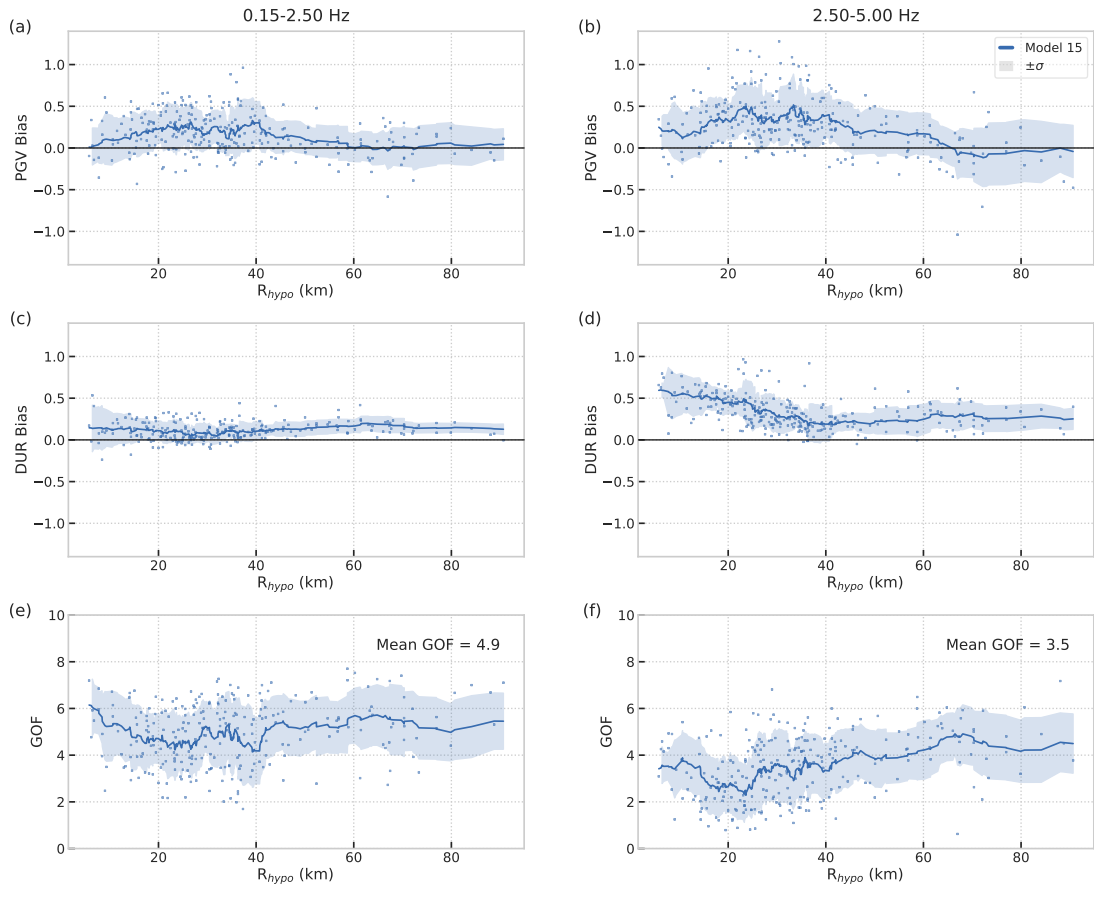 0.15-2.50 Hz
2.50-5.00 Hz
(a)
1.0
0.5
0.0
−0.5
−1.0
PGV Bias
20 40 60 80
R_hypo (km)
(b)
1.0
0.5
0.0
−0.5
−1.0
PGV Bias
Model 15
±σ
20 40 60 80
R_hypo (km)
(c)
1.0
0.5
0.0
−0.5
−1.0
DUR Bias
20 40 60 80
R_hypo (km)
(d)
1.0
0.5
0.0
−0.5
−1.0
DUR Bias
20 40 60 80
R_hypo (km)
(e)
10
8
6
4
2
0
GOF
Mean GOF = 4.9
20 40 60 80
R_hypo (km)
(f)
10
8
6
4
2
0
GOF
Mean GOF = 3.5
20 40 60 80
R_hypo (km)